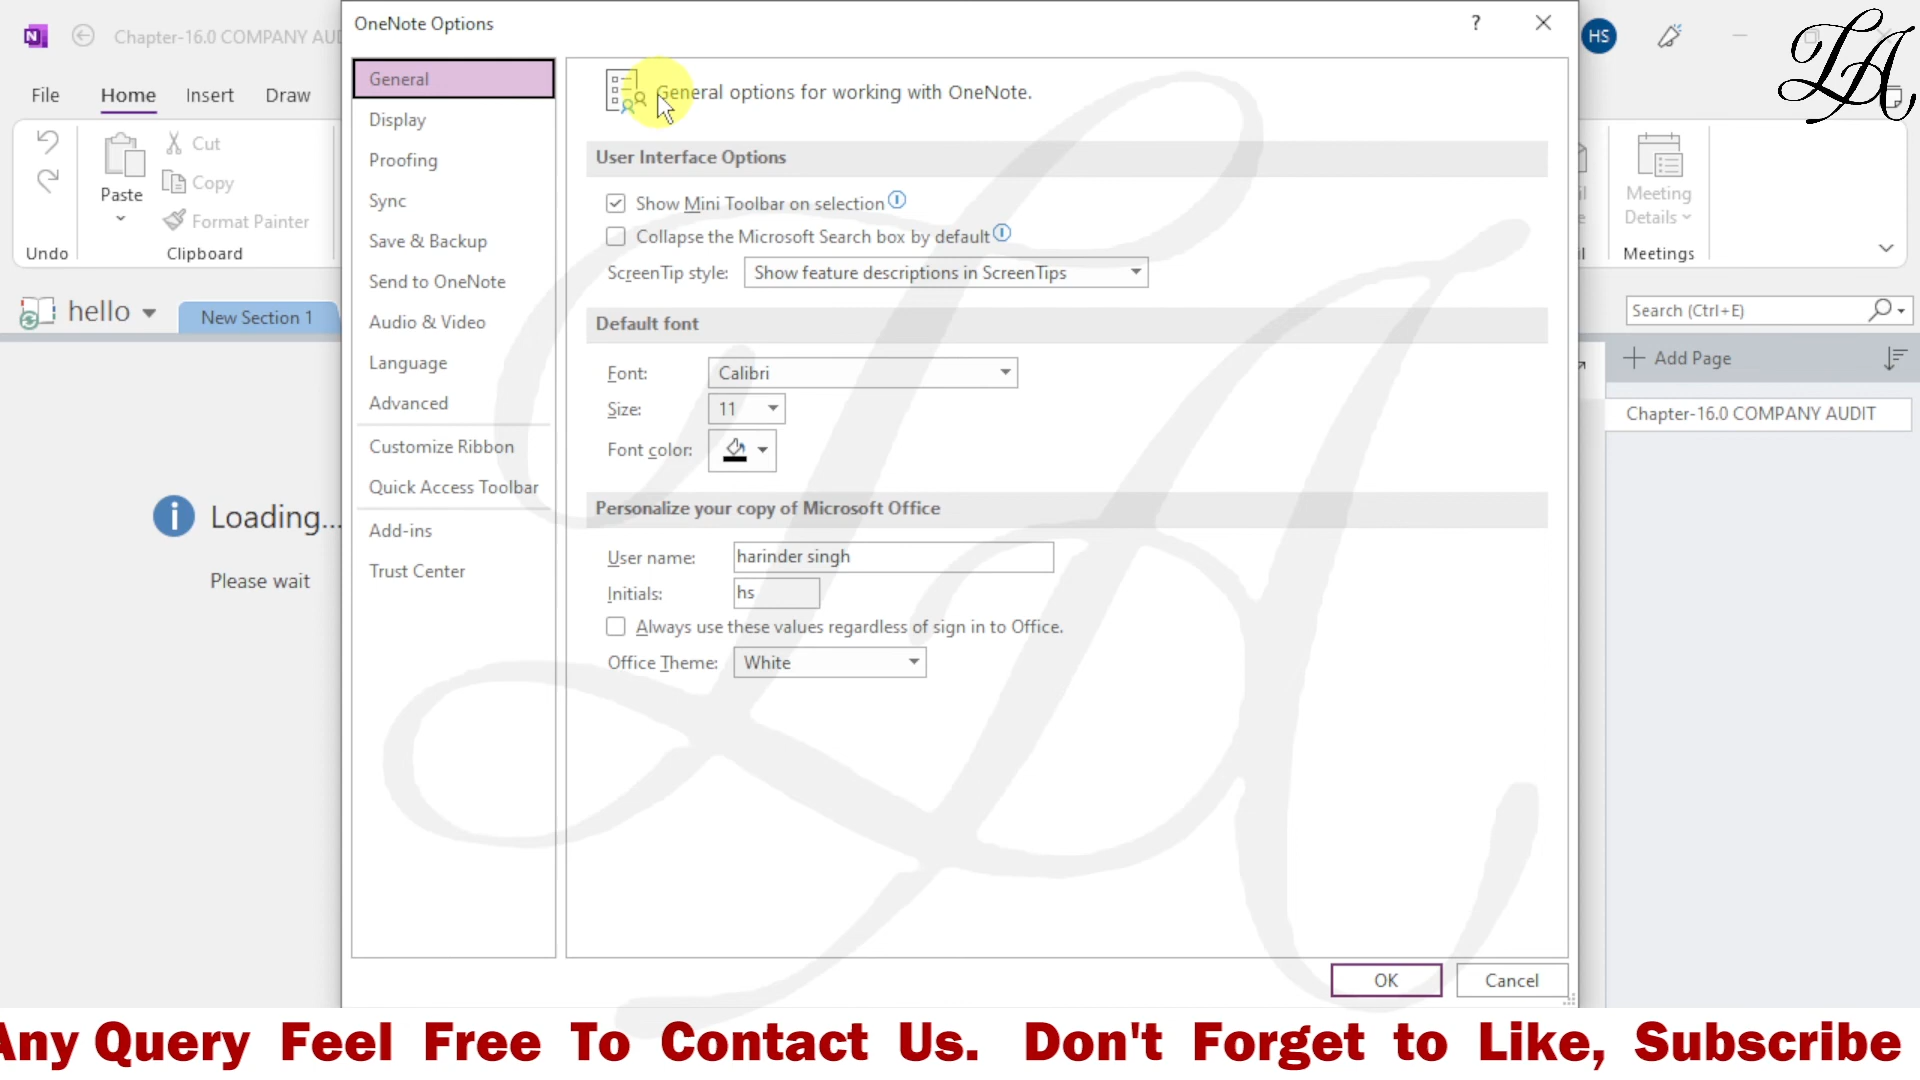 OneNote Options
?
Chapter-16.0 COMPANY AUD
HS
LA
File
Home
Insert
Draw
Cut
Copy
Format Painter
Paste
Undo
Clipboard
Meeting
Details
Meetings
hello
New Section 1
Search (Ctrl+E)
Add Page
Chapter-16.0 COMPANY AUDIT
Loading...
Please wait
General
Display
Proofing
Sync
Save & Backup
Send to OneNote
Audio & Video
Language
Advanced
Customize Ribbon
Quick Access Toolbar
Add-ins
Trust Center
General options for working with OneNote.
User Interface Options
Show Mini Toolbar on selection
Collapse the Microsoft Search box by default
ScreenTip style: Show feature descriptions in ScreenTips
Default font
Font: Calibri
Size: 11
Font color:
Personalize your copy of Microsoft Office
User name: harinder singh
Initials: hs
Always use these values regardless of sign in to Office.
Office Theme: White
OK
Cancel
Any Query Feel Free To Contact Us. Don't Forget to Like, Subscribe